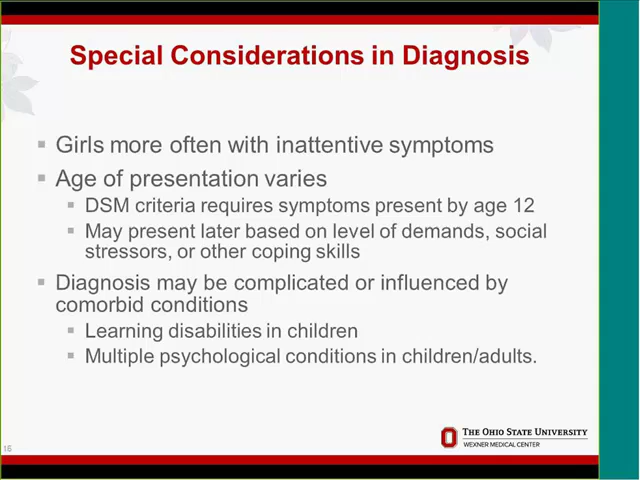 Special Considerations in Diagnosis
Girls more often with inattentive symptoms
Age of presentation varies
DSM criteria requires symptoms present by age 12
May present later based on level of demands, social
stressors, or other coping skills
Diagnosis may be complicated or influenced by
comorbid conditions
Learning disabilities in children
Multiple psychological conditions in children/adults.
THE OHIO STATE UNIVERSITY
WEXNER MEDICAL CENTER
15